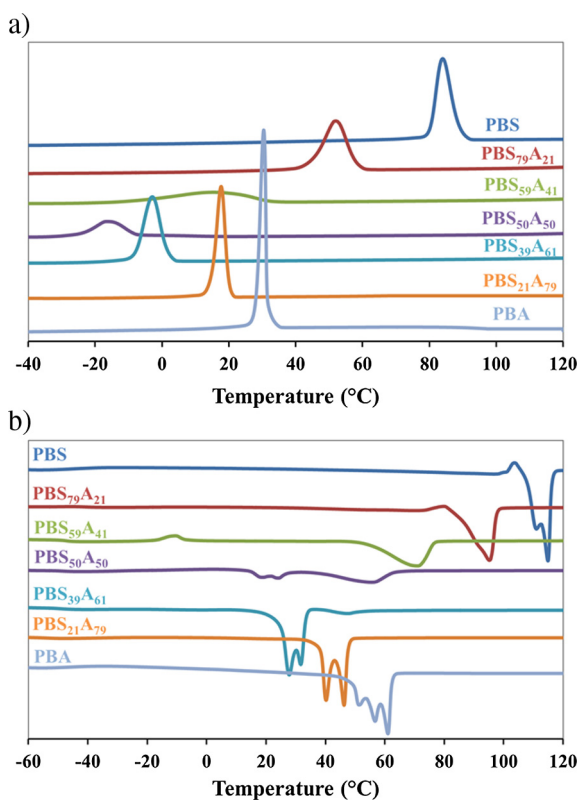 a)
PBS
PBS₇₉A₂₁
PBS₅₉A₄₁
PBS₅₀A₅₀
PBS₃₉A₆₁
PBS₂₁A₇₉
PBA
-40 -20 0 20 40 60 80 100 120
Temperature (°C)
b)
PBS
PBS₇₉A₂₁
PBS₅₉A₄₁
PBS₅₀A₅₀
PBS₃₉A₆₁
PBS₂₁A₇₉
PBA
-60 -40 -20 0 20 40 60 80 100 120
Temperature (°C)